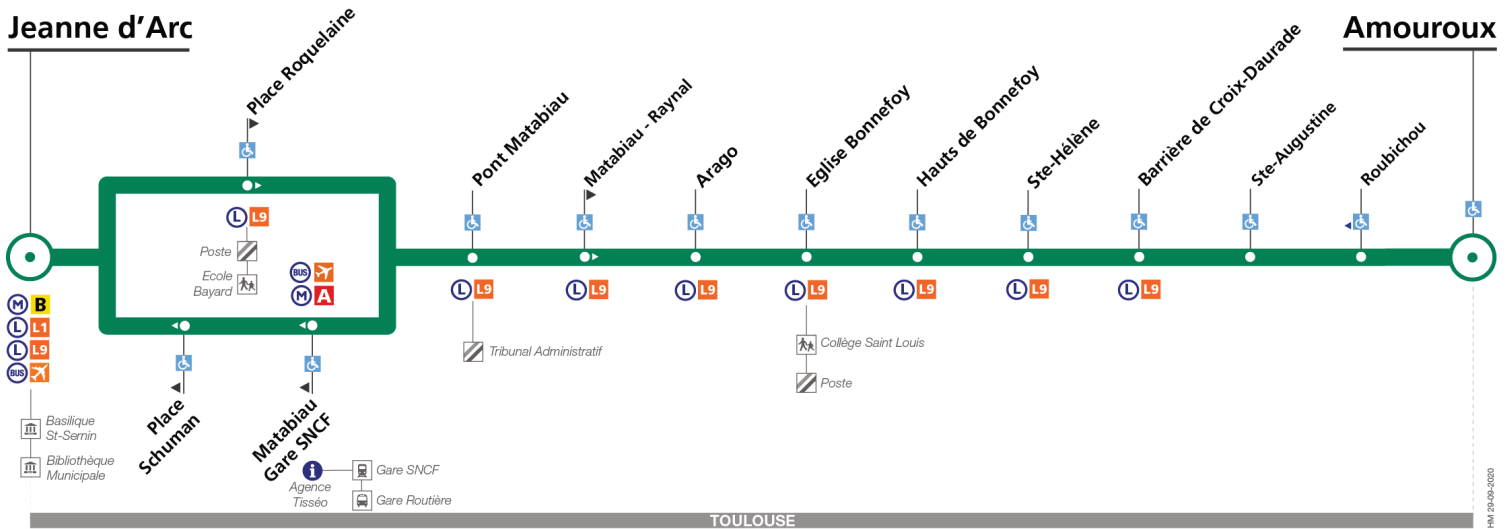 Jeanne d'Arc
Amouroux
Place Roquelaine
Pont Matabiau
Matabiau - Raynal
Arago
Eglise Bonnefoy
Hauts de Bonnefoy
Ste-Hélène
Barrière de Croix-Daurade
Ste-Augustine
Roubichou
L L9
Poste
Ecole
Bayard
BUS
M A
M B
L L1
L L9
BUS
L L9
L L9
L L9
L L9
L L9
L L9
L L9
Tribunal Administratif
Collège Saint Louis
Poste
Place
Schuman
Matabiau
Gare SNCF
Basilique
St-Sernin
Bibliothèque
Municipale
i
Agence
Tisséo
Gare SNCF
Gare Routière
TOULOUSE
HM 29-09-2020